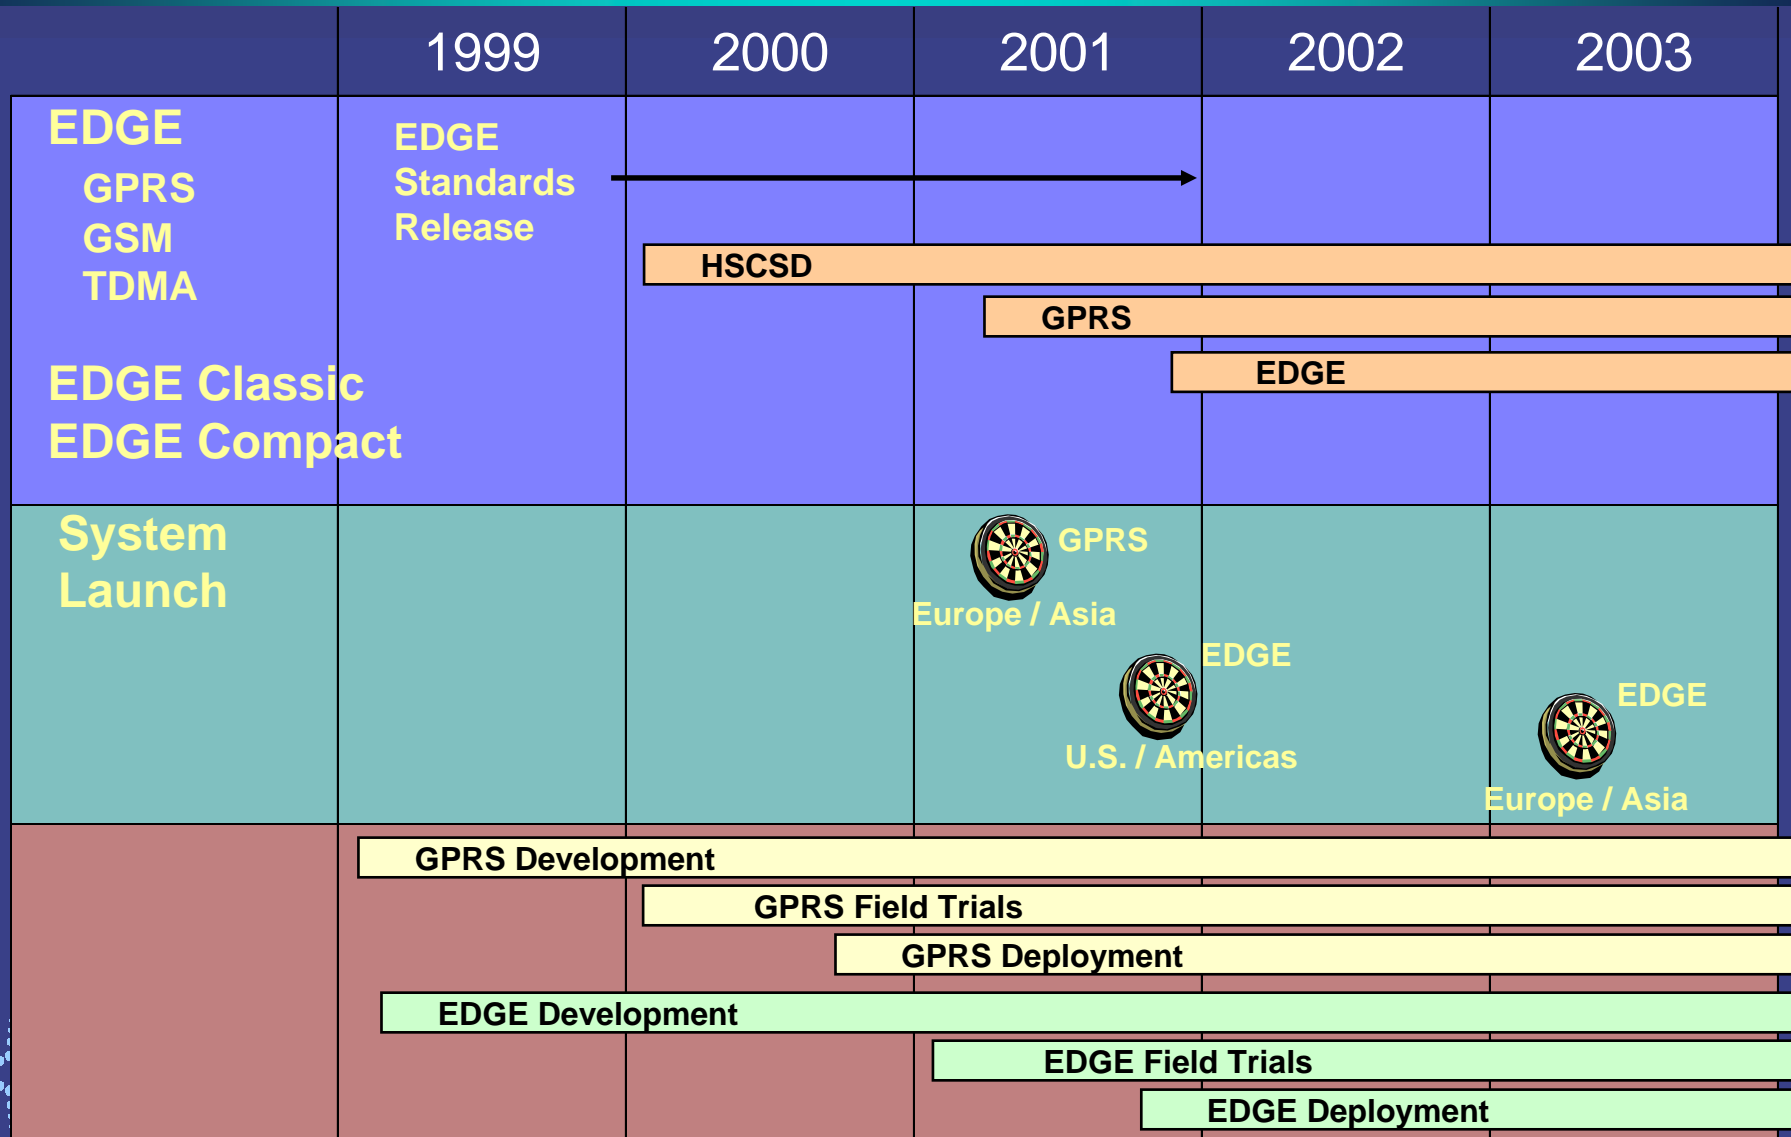 1999 2000 2001 2002 2003
EDGE
GPRS
GSM
TDMA
EDGE Classic
EDGE Compact
EDGE
Standards
Release
HSCSD
GPRS
EDGE
System
Launch
GPRS
Europe / Asia
EDGE
U.S. / Americas
EDGE
Europe / Asia
GPRS Development
GPRS Field Trials
GPRS Deployment
EDGE Development
EDGE Field Trials
EDGE Deployment